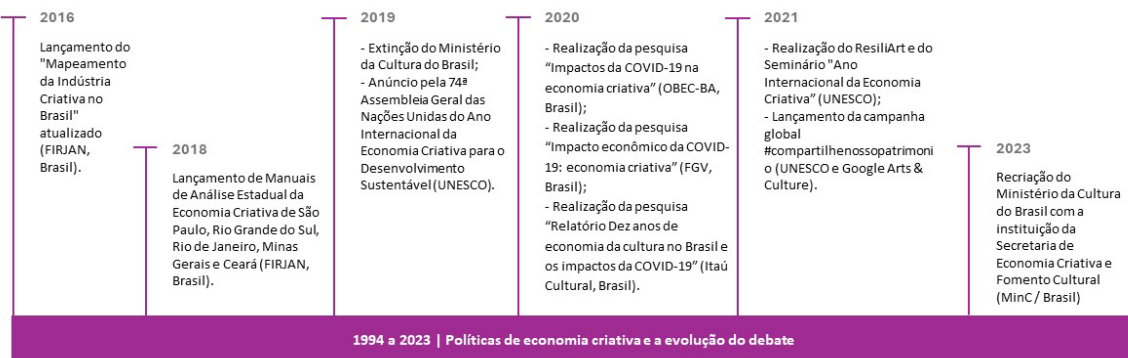 2016
Lançamento do
"Mapeamento
da Indústria
Criativa no
Brasil"
atualizado
(FIRJAN,
Brasil).
2018
Lançamento de Manuais
de Análise Estadual da
Economia Criativa de São
Paulo, Rio Grande do Sul,
Rio de Janeiro, Minas
Gerais e Ceará (FIRJAN,
Brasil).
2019
- Extinção do Ministério
da Cultura do Brasil;
- Anúncio pela 74ª
Assembleia Geral das
Nações Unidas do Ano
Internacional da
Economia Criativa para o
Desenvolvimento
Sustentável (UNESCO).
2020
- Realização da pesquisa
“Impactos da COVID-19 na
economia criativa” (OBEC-BA,
Brasil);
- Realização da pesquisa
“Impacto econômico da COVID-
19: economia criativa” (FGV,
Brasil);
- Realização da pesquisa
“Relatório Dez anos de
economia da cultura no Brasil e
os impactos da COVID-19” (Itaú
Cultural, Brasil).
2021
- Realização do ResiliArt e do
Seminário "Ano
Internacional da Economia
Criativa” (UNESCO);
- Lançamento da campanha
global
#compartilhenossopatrimoni
o (UNESCO e Google Arts &
Culture).
2023
Recriação do
Ministério da Cultura
do Brasil com a
instituição da
Secretaria de
Economia Criativa e
Fomento Cultural
(MinC / Brasil)
1994 a 2023 | Políticas de economia criativa e a evolução do debate